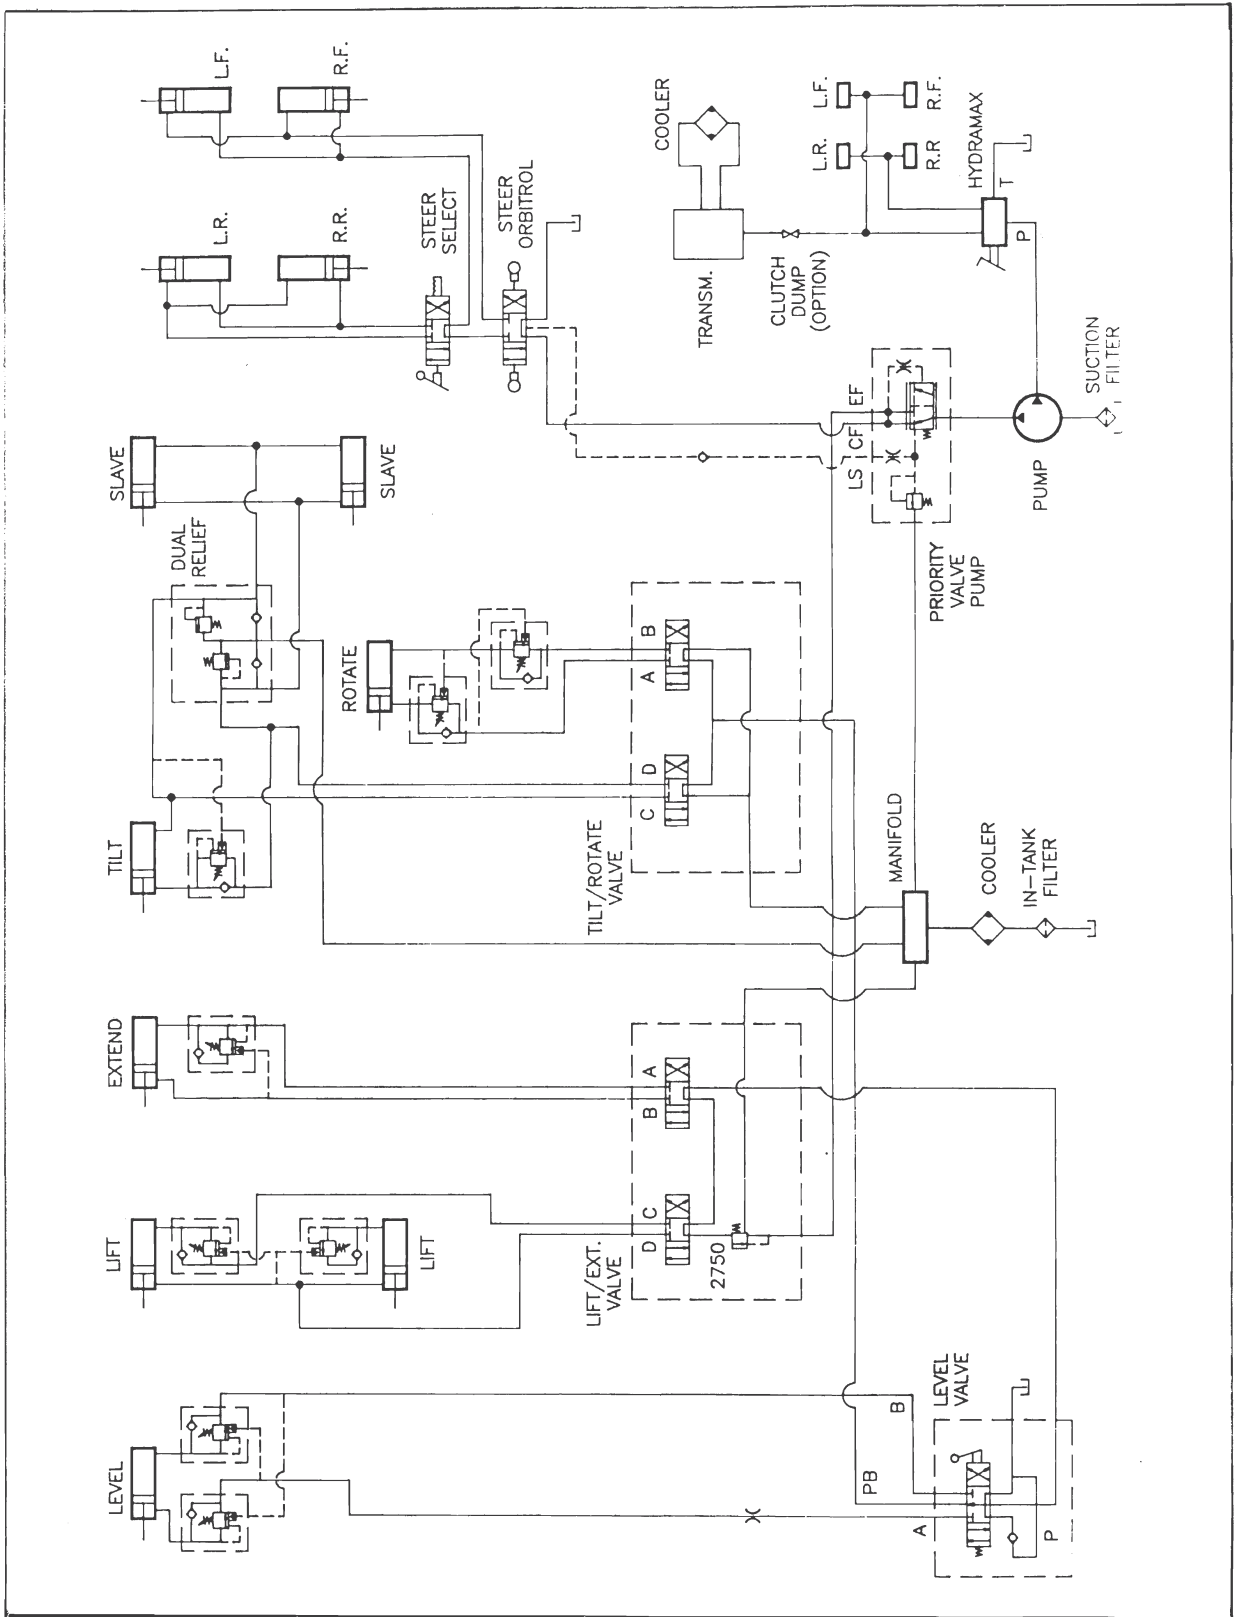 LEVEL
LIFT
LIFT
EXTEND
TILT
ROTATE
DUAL
RELIEF
SLAVE
SLAVE
L.R.
R.R.
L.F.
R.F.
STEER
SELECT
STEER
ORBITROL
COOLER
TRANSM.
CLUTCH
DUMP
(OPTION)
L.R.
L.F.
R.R
R.F.
HYDRAMAX
T
P
LIFT/EXT.
VALVE
D
C
B
A
2750
TILT/ROTATE
VALVE
C
D
A
B
LS
CF
EF
PRIORITY
VALVE
PUMP
PUMP
SUCTION
FILTER
MANIFOLD
COOLER
IN-TANK
FILTER
LEVEL
VALVE
A
PB
B
P